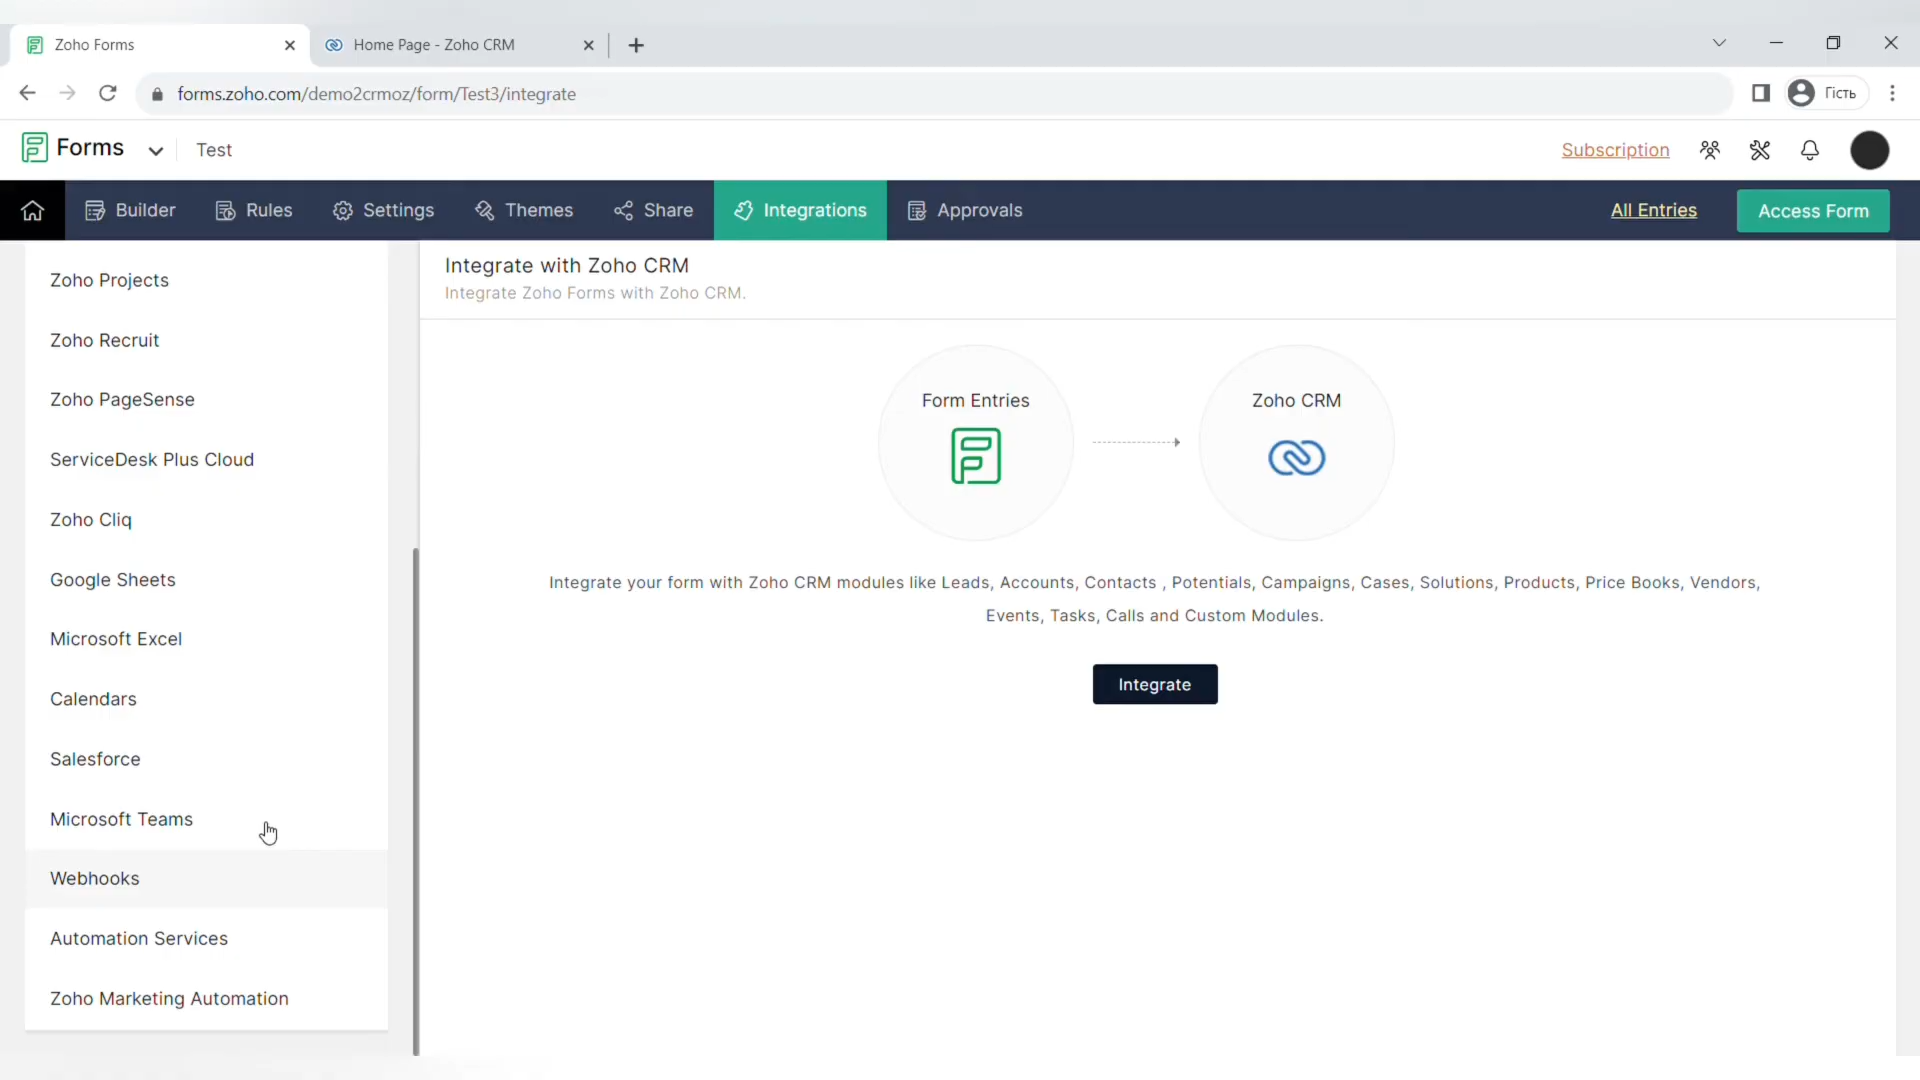 Zoho Forms
Home Page - Zoho CRM
forms.zoho.com/demo2crmoz/form/Test3/integrate
Гість
Forms
Test
Subscription
Builder
Rules
Settings
Themes
Share
Integrations
Approvals
All Entries
Access Form
Zoho Projects
Zoho Recruit
Zoho PageSense
ServiceDesk Plus Cloud
Zoho Cliq
Google Sheets
Microsoft Excel
Calendars
Salesforce
Microsoft Teams
Webhooks
Automation Services
Zoho Marketing Automation
Integrate with Zoho CRM
Integrate Zoho Forms with Zoho CRM.
Form Entries
Zoho CRM
Integrate your form with Zoho CRM modules like Leads, Accounts, Contacts , Potentials, Campaigns, Cases, Solutions, Products, Price Books, Vendors,
Events, Tasks, Calls and Custom Modules.
Integrate